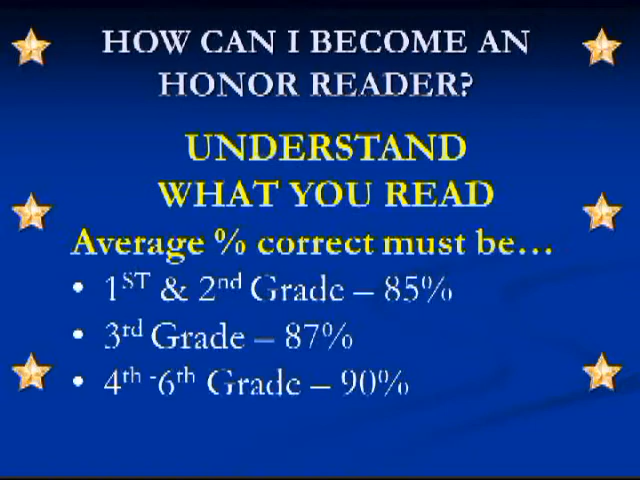 HOW CAN I BECOME AN
HONOR READER?
UNDERSTAND
WHAT YOU READ
Average % correct must be…
• 1ST & 2nd Grade – 85%
• 3rd Grade – 87%
• 4th -6th Grade – 90%